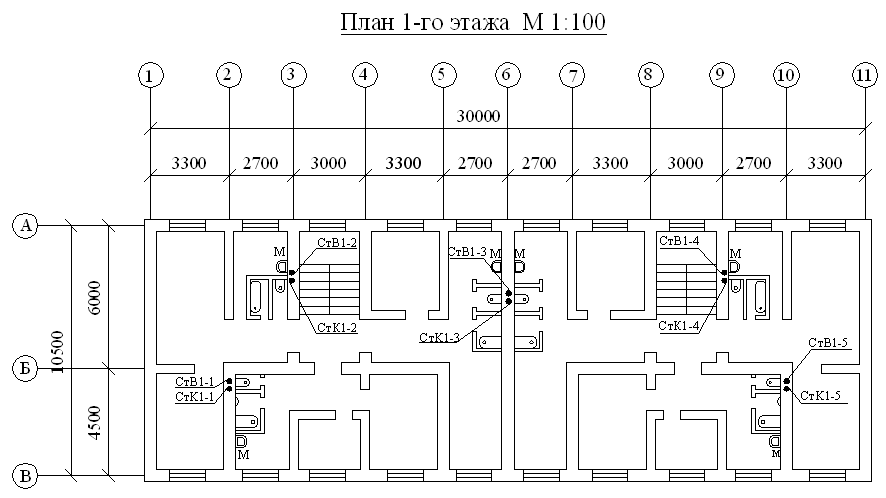 План 1-го этажа М 1:100
1 2 3 4 5 6 7 8 9 10 11
30000
3300 2700 3000 3300 2700 2700 3300 3000 2700 3300
А
СтВ1-2
СтВ1-3
СтВ1-4
М М М М
6000
10500
СтК1-2
СтК1-3
СтК1-4
СтВ1-5
Б
СтВ1-1
СтК1-1
СтК1-5
4500
М
м
В